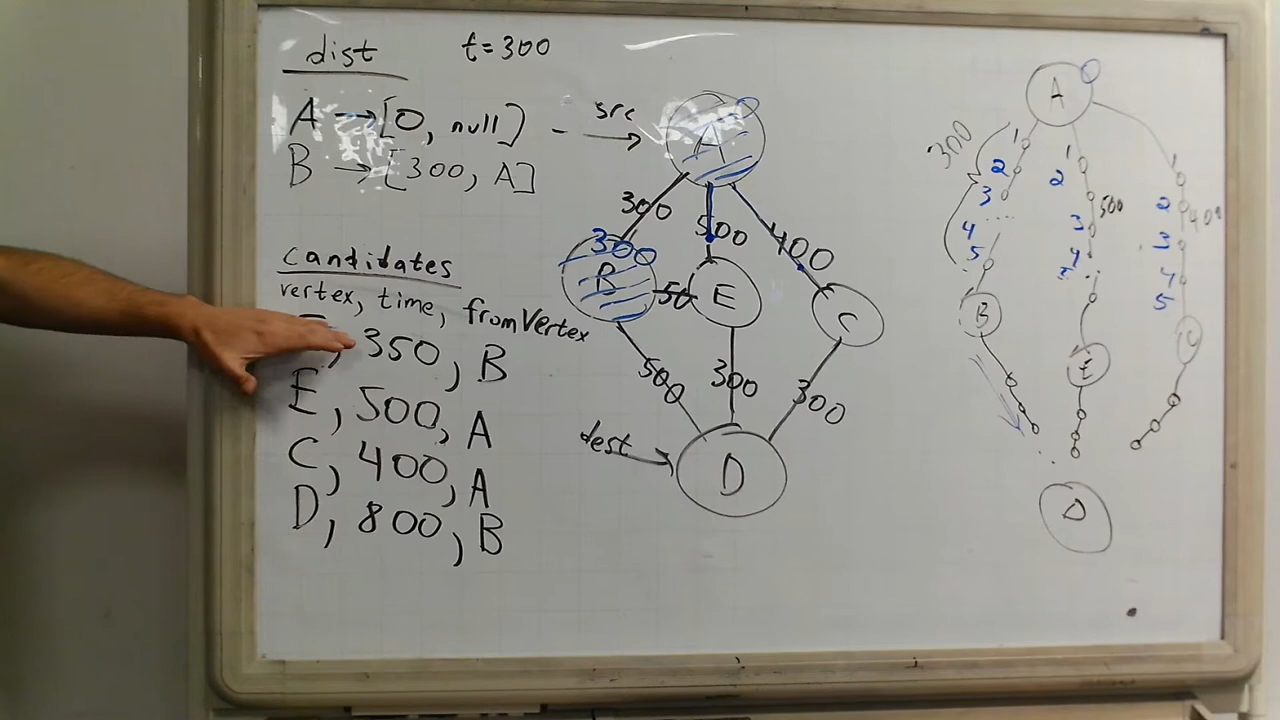 dist t=300
A → [0, null] - src →
B → [300, A]
candidates
vertex, time, fromVertex
, 350, B
E, 500, A
C, 400, A
D, 800, B
A
300
500
400
300
B
50
E
C
500
300
300
dest →
D
A
300
1
2
3
4
5
1
2
500
3
4
1
2
400
3
4
5
B
E
C
D